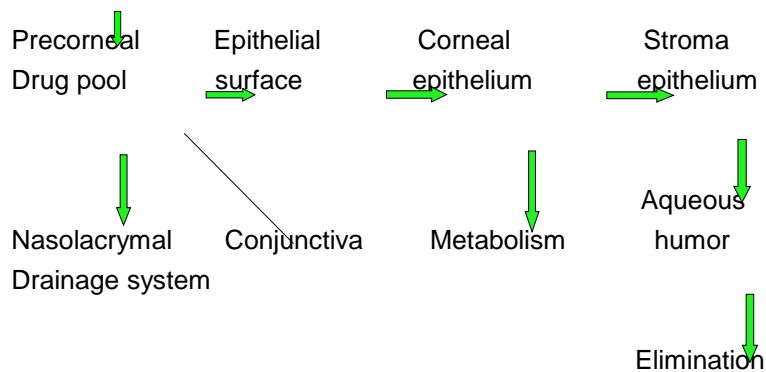 Precorneal Epithelial Corneal Stroma
Drug pool surface epithelium epithelium
Aqueous
Nasolacrymal Conjunctiva Metabolism humor
Drainage system
Elimination